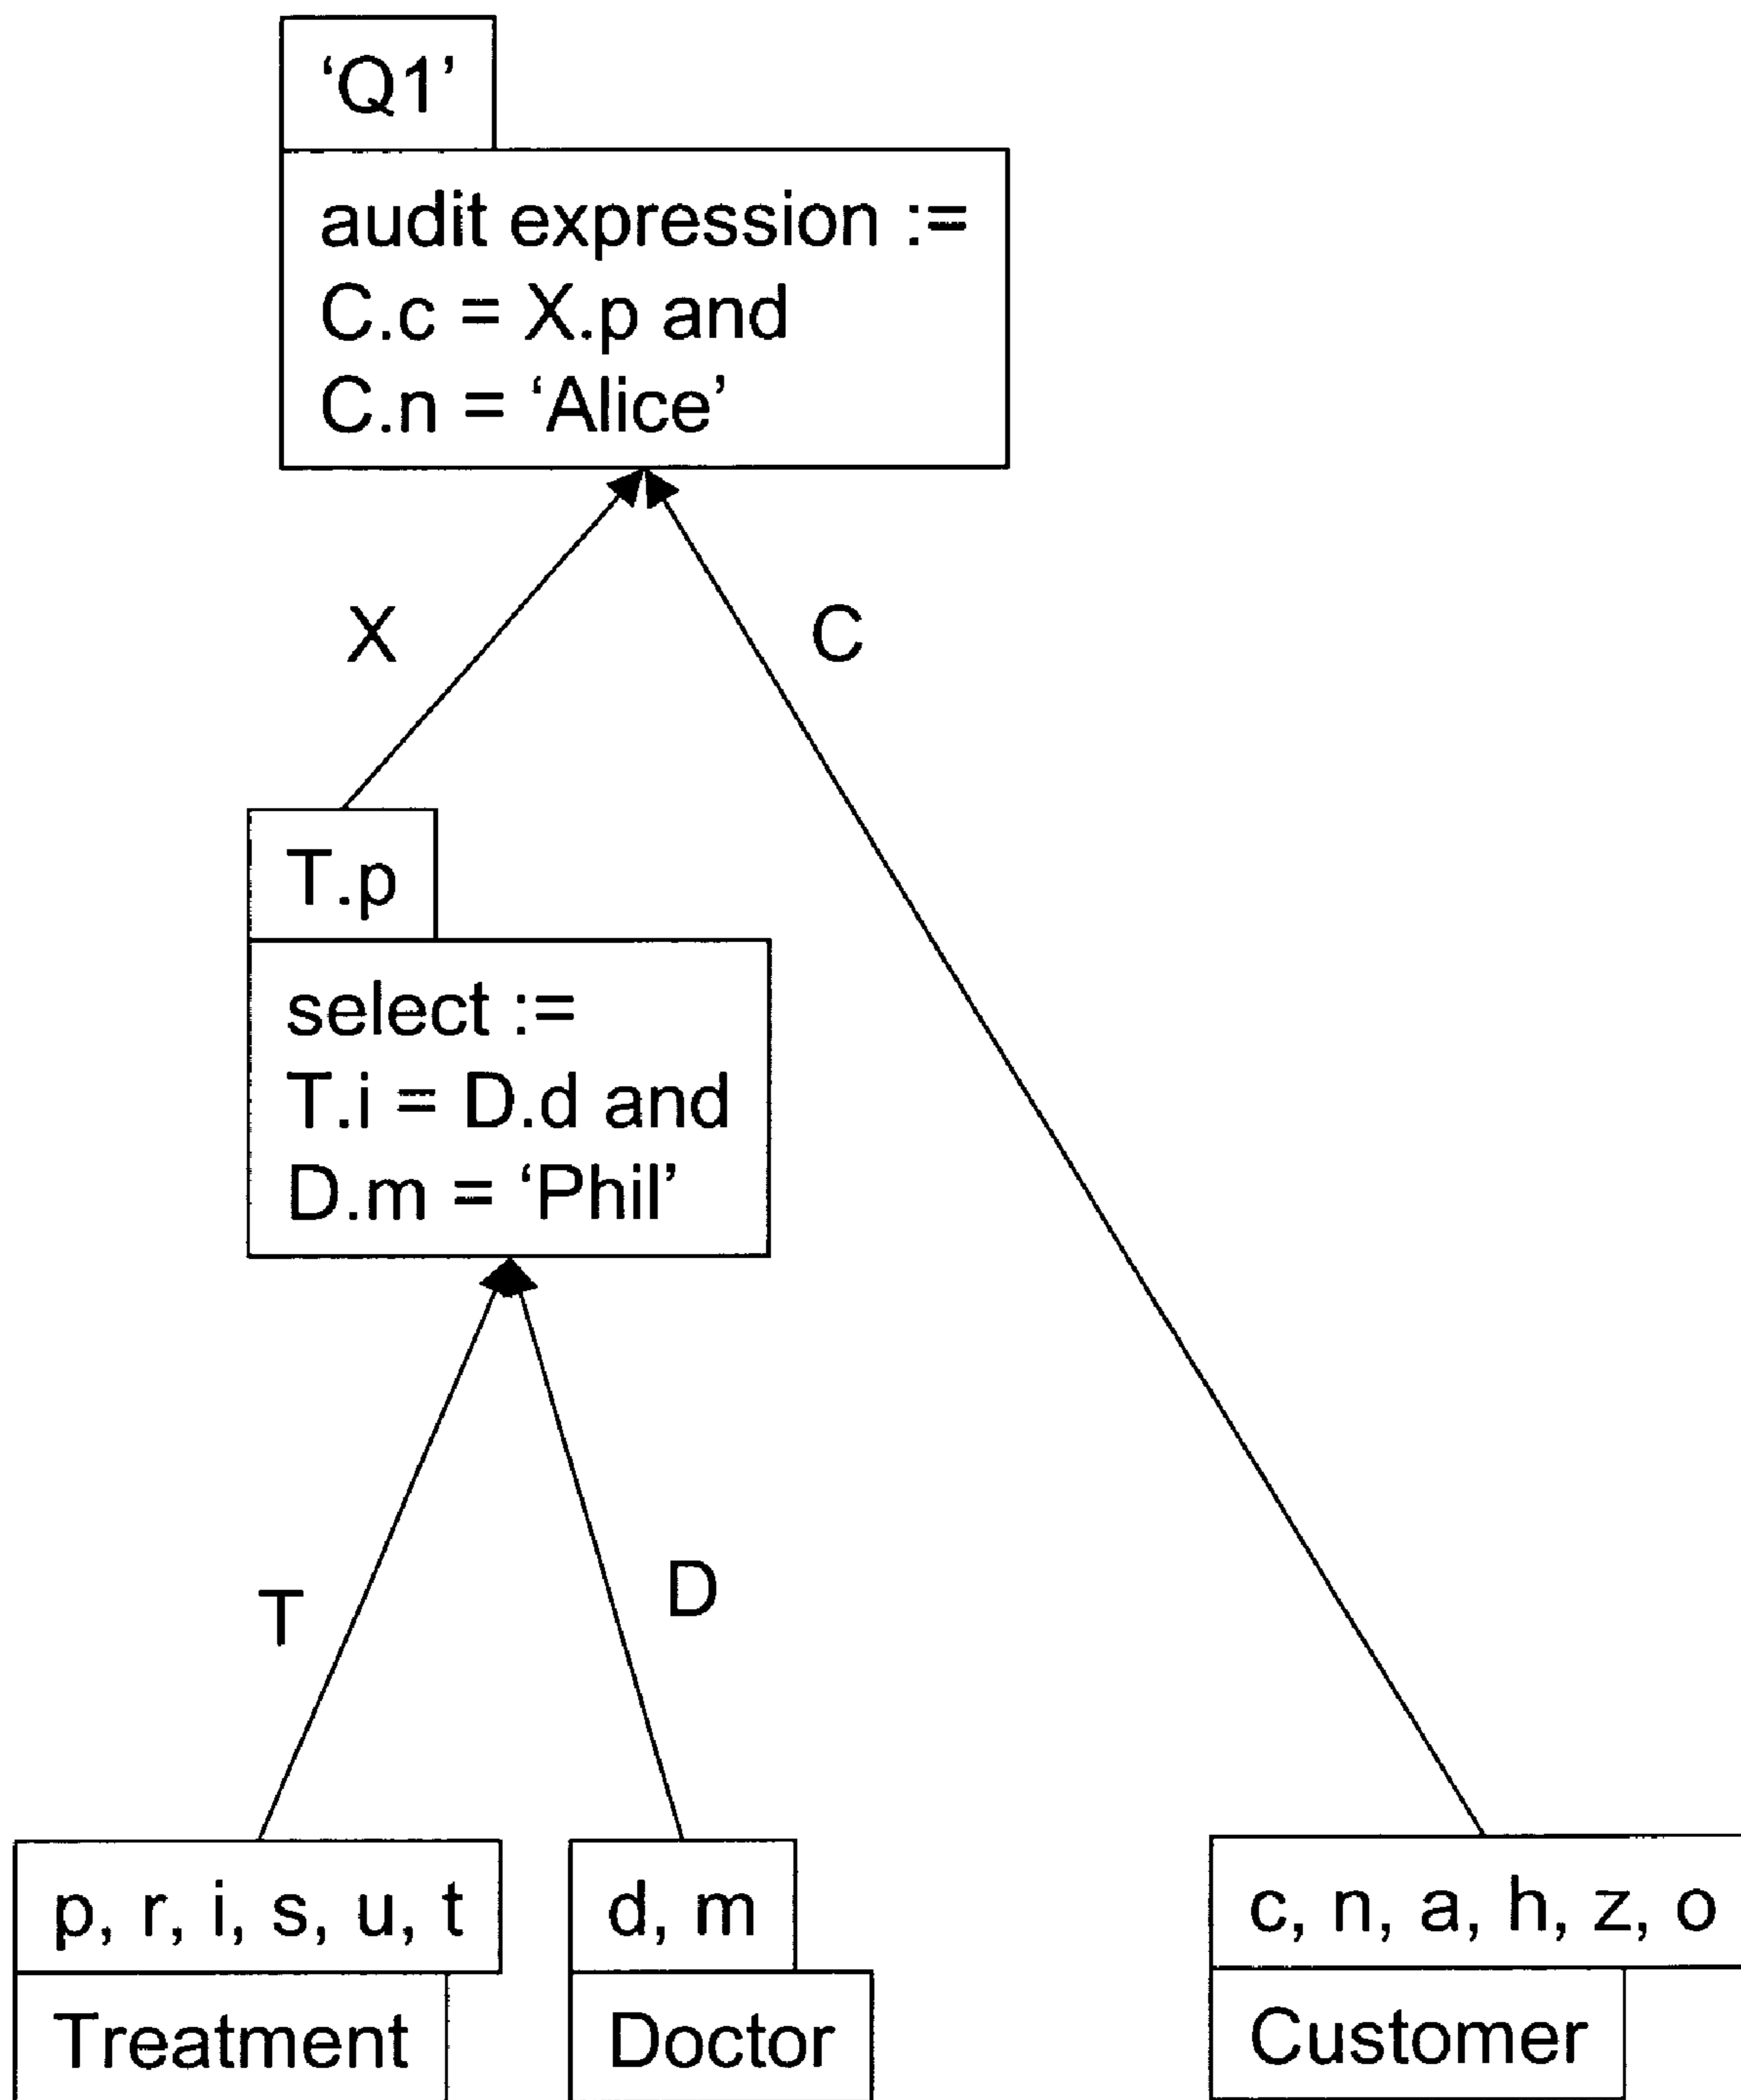 ‘Q1’
audit expression :=
C.c = X.p and
C.n = ‘Alice’
X
C
T.p
select :=
T.i = D.d and
D.m = ‘Phil’
T
D
p, r, i, s, u, t
d, m
c, n, a, h, z, o
Treatment
Doctor
Customer